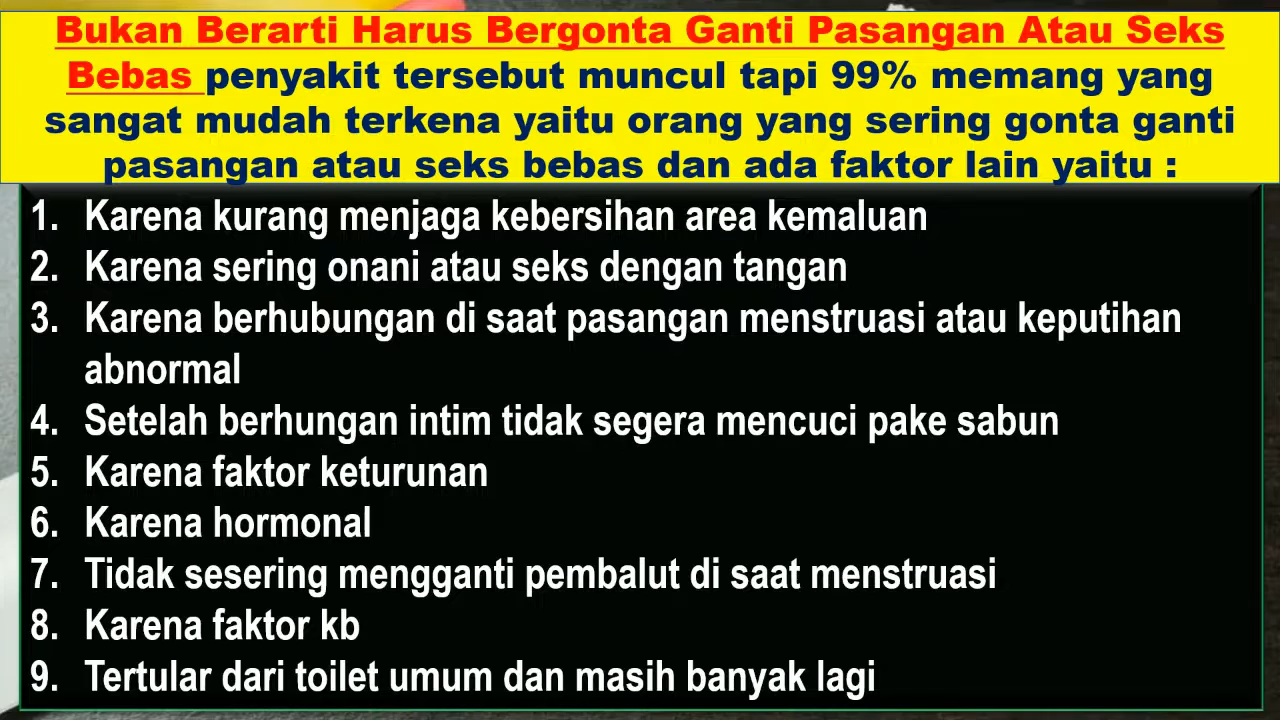 Bukan Berarti Harus Bergonta Ganti Pasangan Atau Seks
Bebas penyakit tersebut muncul tapi 99% memang yang
sangat mudah terkena yaitu orang yang sering gonta ganti
pasangan atau seks bebas dan ada faktor lain yaitu :
1. Karena kurang menjaga kebersihan area kemaluan
2. Karena sering onani atau seks dengan tangan
3. Karena berhubungan di saat pasangan menstruasi atau keputihan
abnormal
4. Setelah berhungan intim tidak segera mencuci pake sabun
5. Karena faktor keturunan
6. Karena hormonal
7. Tidak sesering mengganti pembalut di saat menstruasi
8. Karena faktor kb
9. Tertular dari toilet umum dan masih banyak lagi